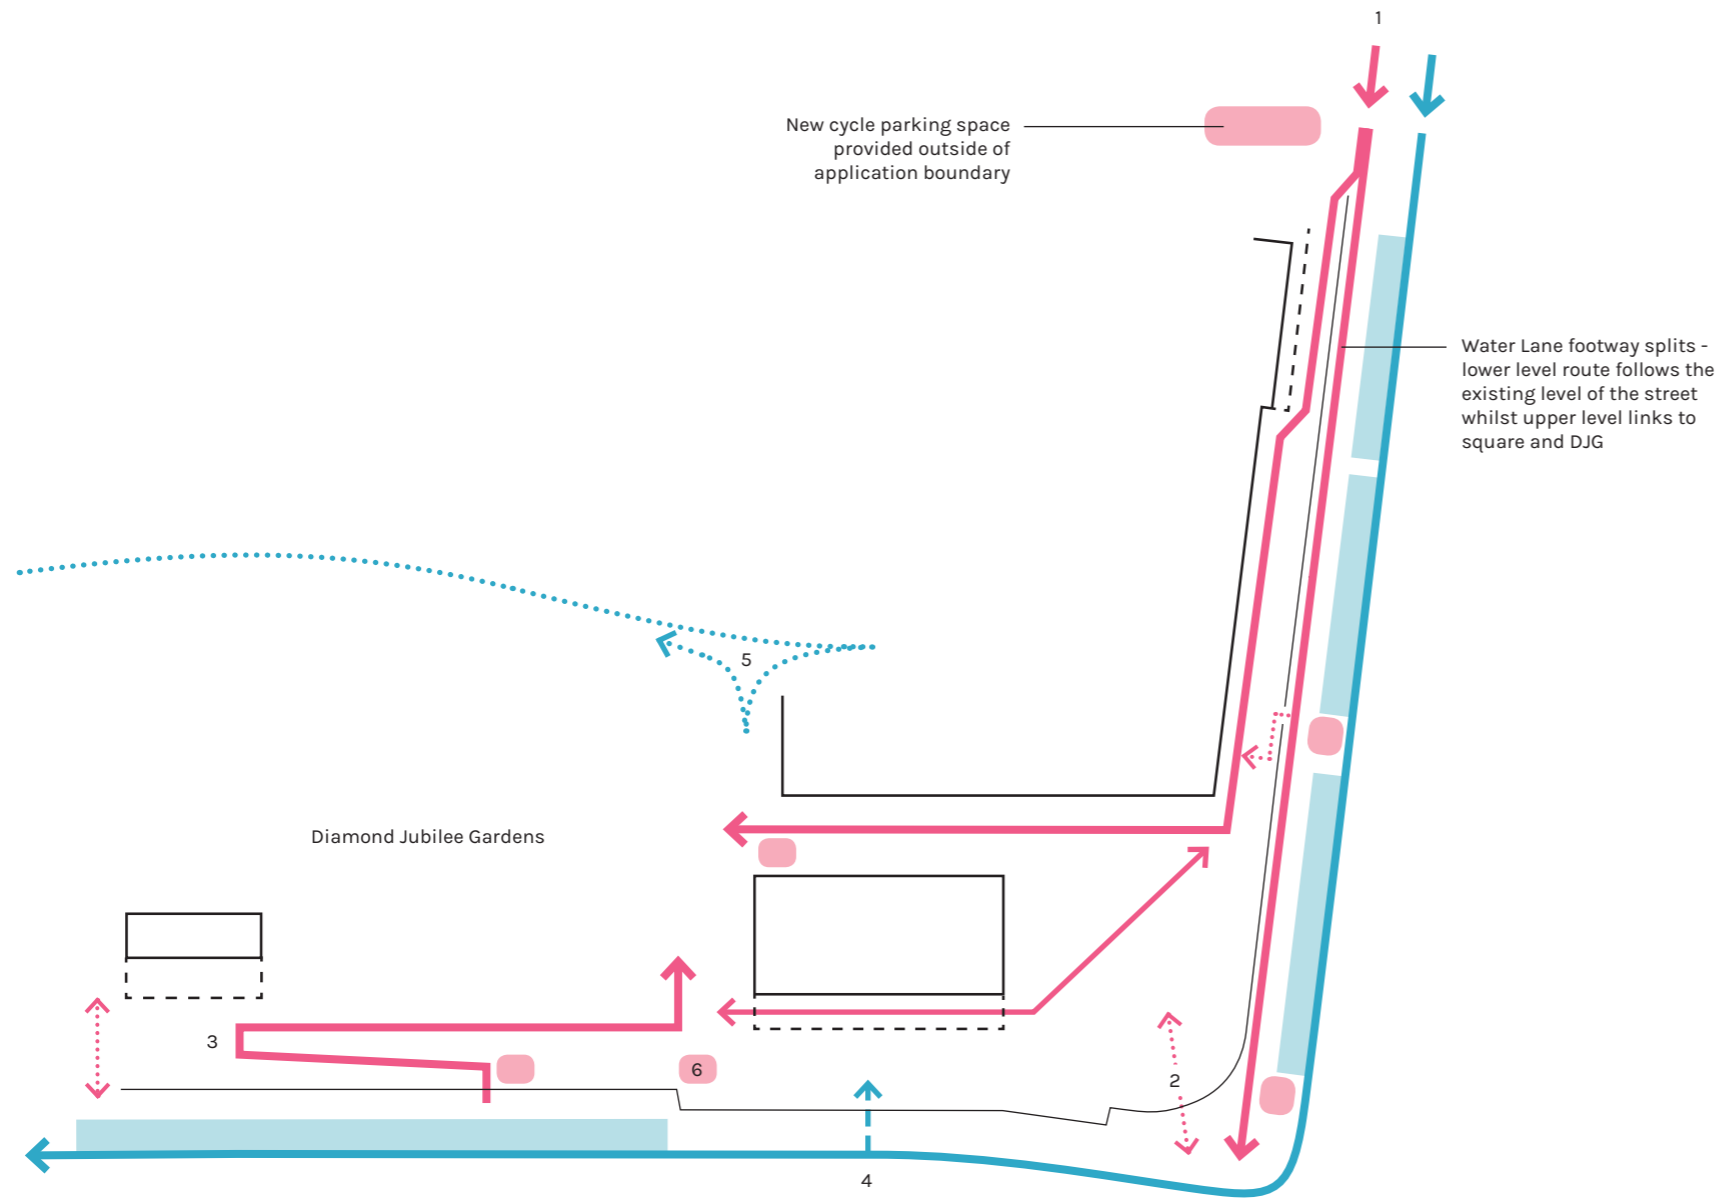 1
New cycle parking space
provided outside of
application boundary
Water Lane footway splits -
lower level route follows the
existing level of the street
whilst upper level links to
square and DJG
5
Diamond Jubilee Gardens
3
6
2
4